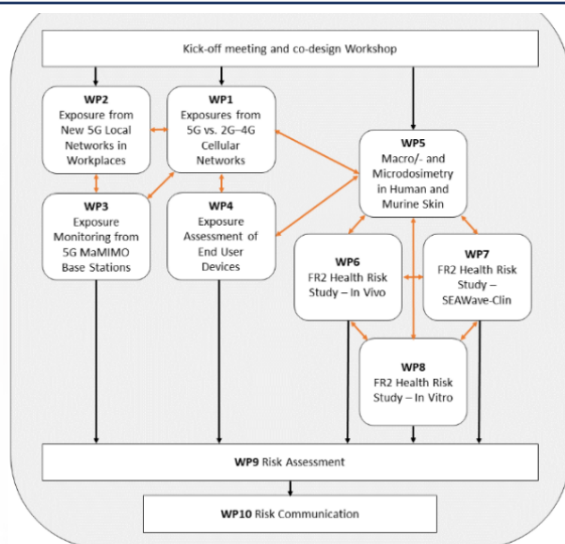 Kick-off meeting and co-design Workshop
WP2
Exposure from
New 5G Local
Networks in
Workplaces
WP1
Exposures from
5G vs. 2G–4G
Cellular
Networks
WP5
Macro/- and
Microdosimetry
in Human and
Murine Skin
WP3
Exposure
Monitoring from
5G MaMIMO
Base Stations
WP4
Exposure
Assessment of
End User
Devices
WP6
FR2 Health Risk
Study – In Vivo
WP7
FR2 Health Risk
Study –
SEAWave-Clin
WP8
FR2 Health Risk
Study – In Vitro
WP9 Risk Assessment
WP10 Risk Communication